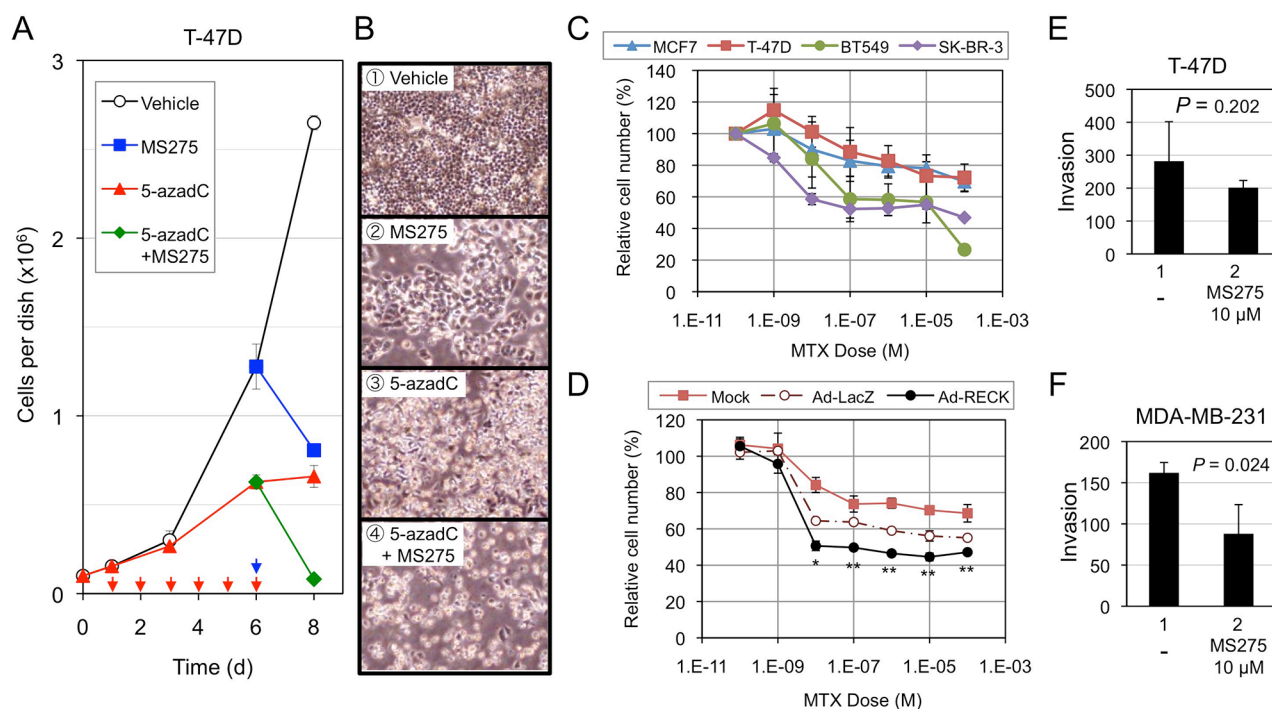 A
T-47D
3
2
1
0
Cells per dish (x10⁶)
Vehicle
MS275
5-azadC
5-azadC
+MS275
0 2 4 6 8
Time (d)
B
① Vehicle
② MS275
③ 5-azadC
④ 5-azadC
+ MS275
C
MCF7 T-47D BT549 SK-BR-3
140
120
100
80
60
40
20
0
Relative cell number (%)
1.E-11 1.E-09 1.E-07 1.E-05 1.E-03
MTX Dose (M)
D
Mock Ad-LacZ Ad-RECK
120
100
80
60
40
20
0
Relative cell number (%)
* ** ** ** **
1.E-11 1.E-09 1.E-07 1.E-05 1.E-03
MTX Dose (M)
E
T-47D
P = 0.202
500
400
300
200
100
0
Invasion
1 2
- MS275
10 μM
F
MDA-MB-231
P = 0.024
200
150
100
50
0
Invasion
1 2
- MS275
10 μM